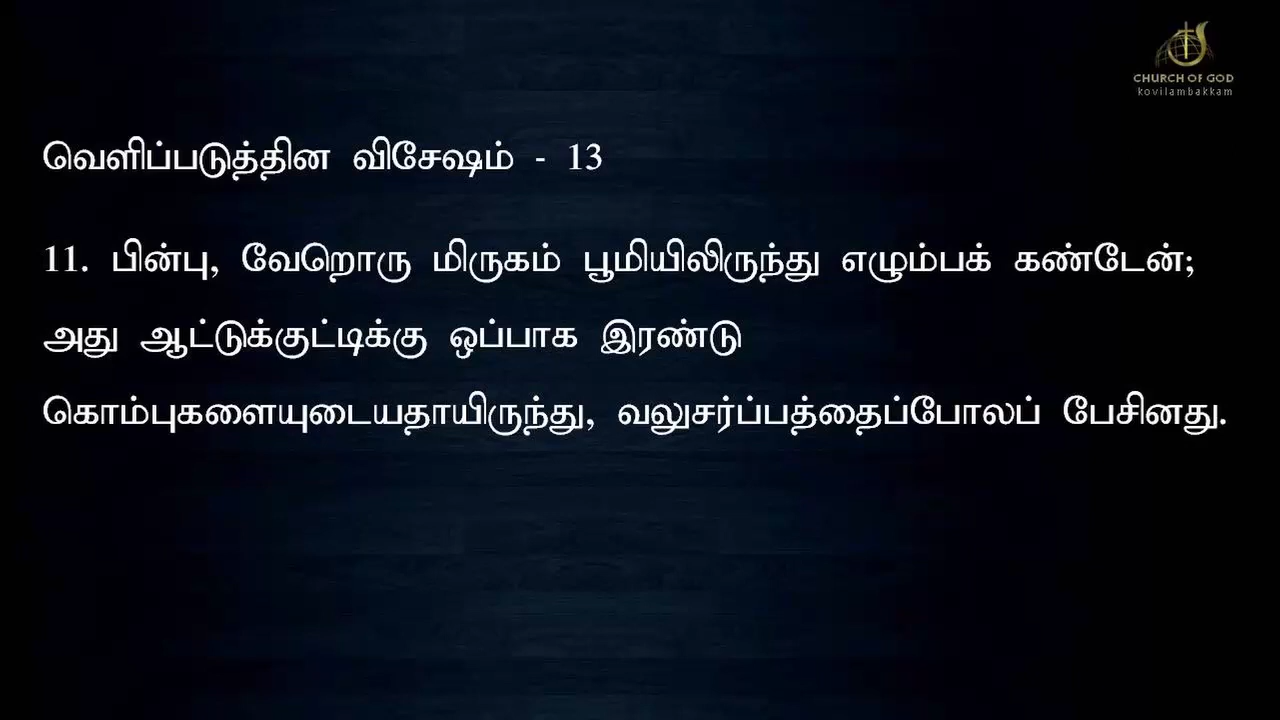 CHURCH OF GOD
kovilambakkam
வெளிப்படுத்தின விசேஷம் - 13
11. பின்பு, வேறொரு மிருகம் பூமியிலிருந்து எழும்பக் கண்டேன்;
அது ஆட்டுக்குட்டிக்கு ஒப்பாக இரண்டு
கொம்புகளையுடையதாயிருந்து, வலுசர்ப்பத்தைப்போலப் பேசினது.